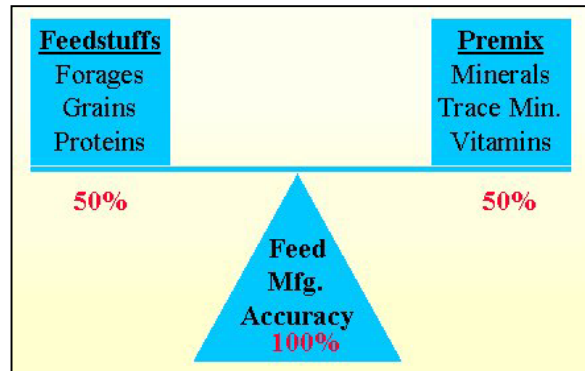 Feedstuffs
Forages
Grains
Proteins
Premix
Minerals
Trace Min.
Vitamins
50%
50%
Feed
Mfg.
Accuracy
100%